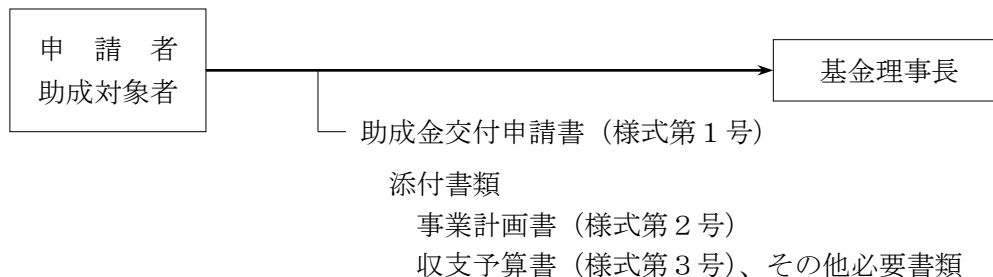 申　請　者
助成対象者
基金理事長
助成金交付申請書（様式第１号）
添付書類
事業計画書（様式第２号）
収支予算書（様式第３号）、その他必要書類